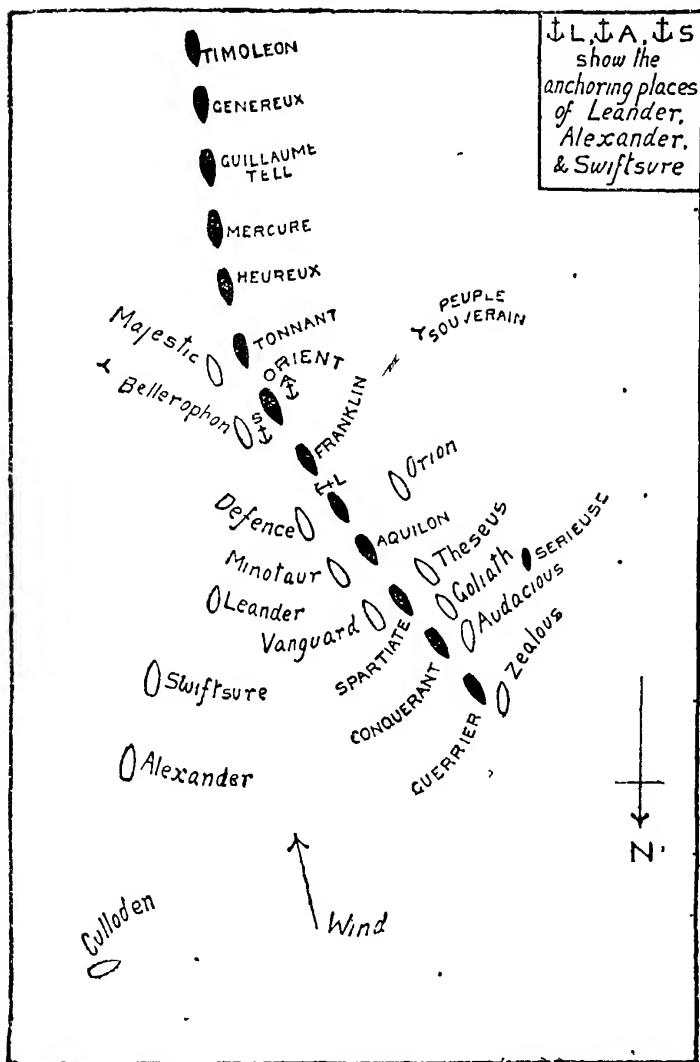 ⚓L, ⚓A, ⚓S
show the
anchoring places
of Leander,
Alexander,
& Swiftsure
TIMOLEON
GENEREUX
GUILLAUME
TELL
MERCURE
HEUREUX
PEUPLE
SOUVERAIN
TONNANT
Majestic
ORIENT
A
Bellerophon
S
FRANKLIN
L
Orion
Defence
AQUILON
Theseus
SERIEUSE
Minotaur
Goliath
Leander
Audacious
Vanguard
Zealous
SPARTIATE
Swiftsure
CONQUERANT
GUERRIER
Alexander
N
Wind
Culloden